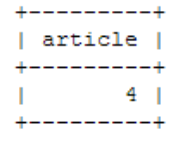 +---------+
| article |
+---------+
|       4 |
+---------+